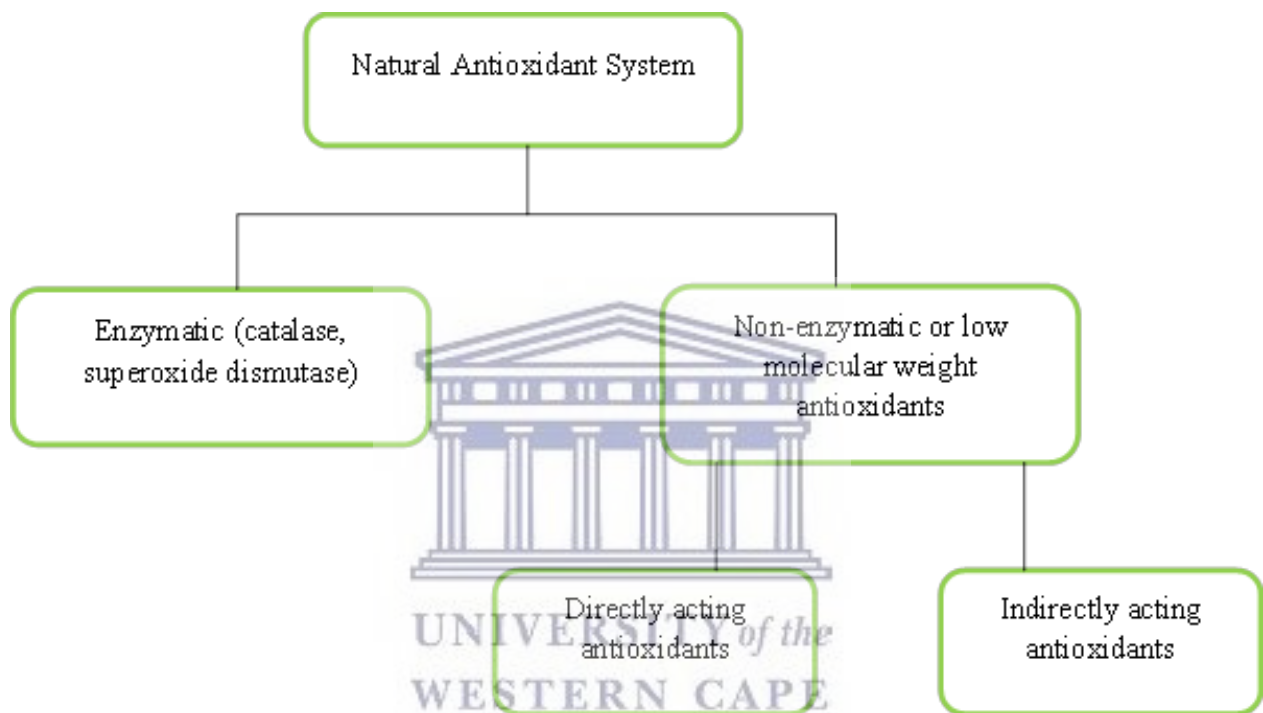 Natural Antioxidant System
Enzymatic (catalase,
superoxide dismutase)
Non-enzymatic or low
molecular weight
antioxidants
Directly acting
antioxidants
Indirectly acting
antioxidants
UNIVERSITY of the
WESTERN CAPE